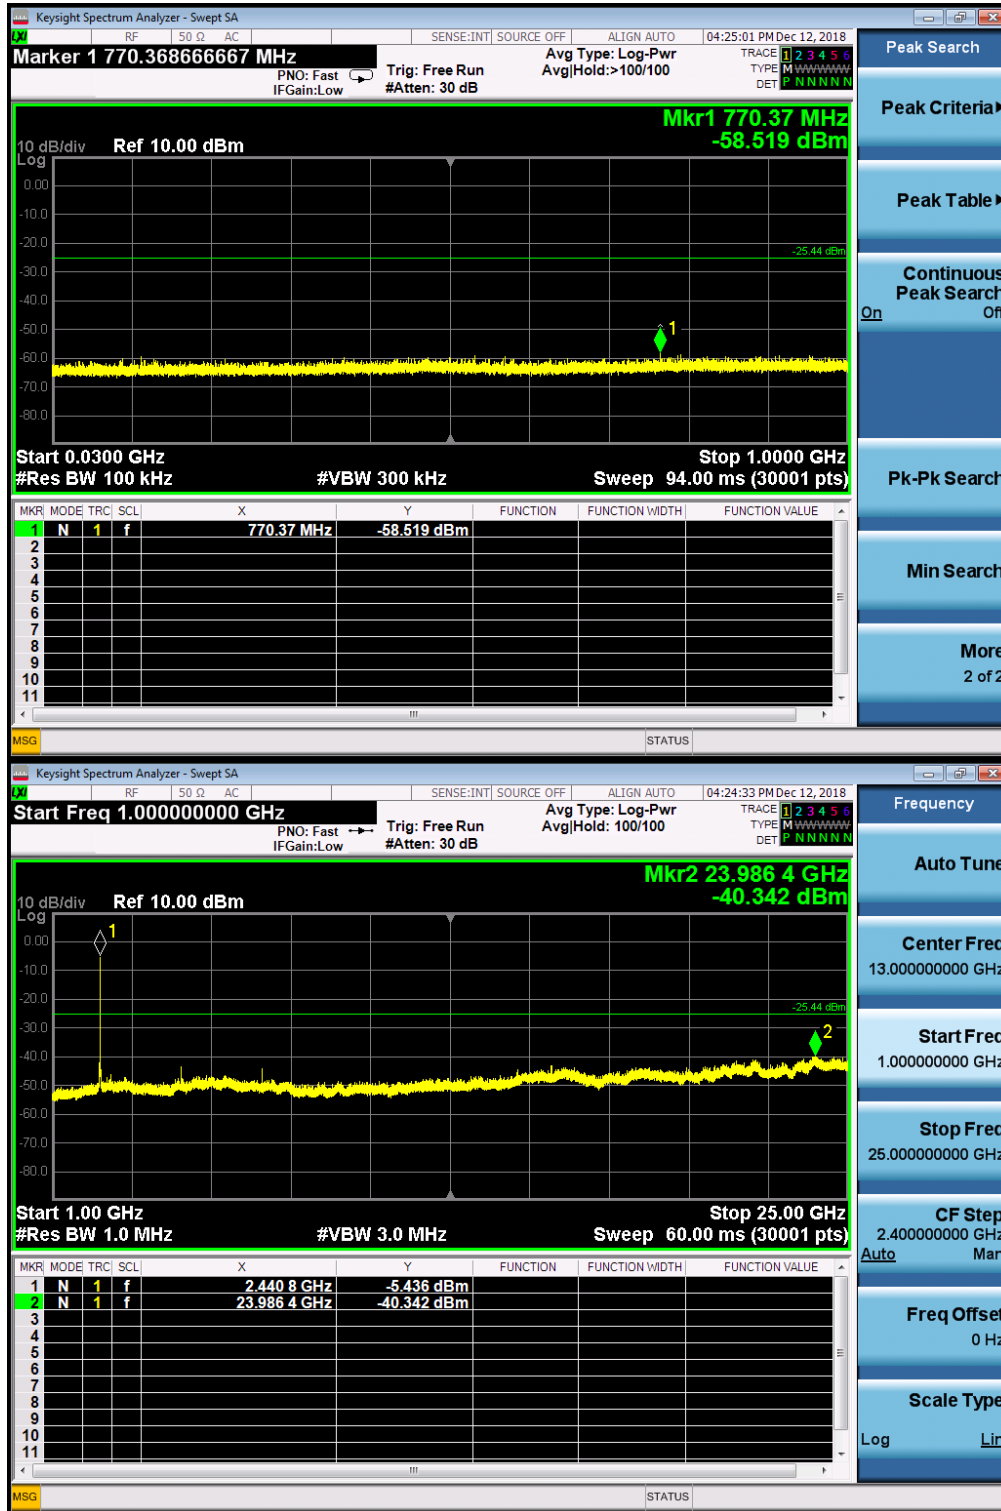 Keysight Spectrum Analyzer - Swept SA
LXI RF 50 Ω AC SENSE:INT SOURCE OFF ALIGN AUTO 04:25:01 PM Dec 12, 2018
Marker 1 770.368666667 MHz
PNO: Fast
IFGain:Low
Trig: Free Run
#Atten: 30 dB
Avg Type: Log-Pwr
Avg|Hold:>100/100
TRACE 1 2 3 4 5 6
TYPE M WWWWW
DET P N N N N N
Peak Search
Mkr1 770.37 MHz
-58.519 dBm
10 dB/div Ref 10.00 dBm
Log
0.00
-10.0
-20.0
-25.44 dBm
-30.0
-40.0
-50.0
1
-60.0
-70.0
-80.0
Start 0.0300 GHz Stop 1.0000 GHz
#Res BW 100 kHz #VBW 300 kHz Sweep 94.00 ms (30001 pts)
MKR MODE TRC SCL X Y FUNCTION FUNCTION WIDTH FUNCTION VALUE
1 N 1 f 770.37 MHz -58.519 dBm
2
3
4
5
6
7
8
9
10
11
MSG STATUS
Peak Criteria
Peak Table
Continuous
Peak Search
On Off
Pk-Pk Search
Min Search
More
2 of 2
Keysight Spectrum Analyzer - Swept SA
LXI RF 50 Ω AC SENSE:INT SOURCE OFF ALIGN AUTO 04:24:33 PM Dec 12, 2018
Start Freq 1.000000000 GHz
PNO: Fast
IFGain:Low
Trig: Free Run
#Atten: 30 dB
Avg Type: Log-Pwr
Avg|Hold: 100/100
TRACE 1 2 3 4 5 6
TYPE M WWWWW
DET P N N N N N
Frequency
Mkr2 23.986 4 GHz
-40.342 dBm
10 dB/div Ref 10.00 dBm
Log
1
0.00
-10.0
-20.0
-25.44 dBm
-30.0
2
-40.0
-50.0
-60.0
-70.0
-80.0
Start 1.00 GHz Stop 25.00 GHz
#Res BW 1.0 MHz #VBW 3.0 MHz Sweep 60.00 ms (30001 pts)
MKR MODE TRC SCL X Y FUNCTION FUNCTION WIDTH FUNCTION VALUE
1 N 1 f 2.440 8 GHz -5.436 dBm
2 N 1 f 23.986 4 GHz -40.342 dBm
3
4
5
6
7
8
9
10
11
MSG STATUS
Auto Tune
Center Freq
13.000000000 GHz
Start Freq
1.000000000 GHz
Stop Freq
25.000000000 GHz
CF Step
2.400000000 GHz
Auto Man
Freq Offset
0 Hz
Scale Type
Log Lin